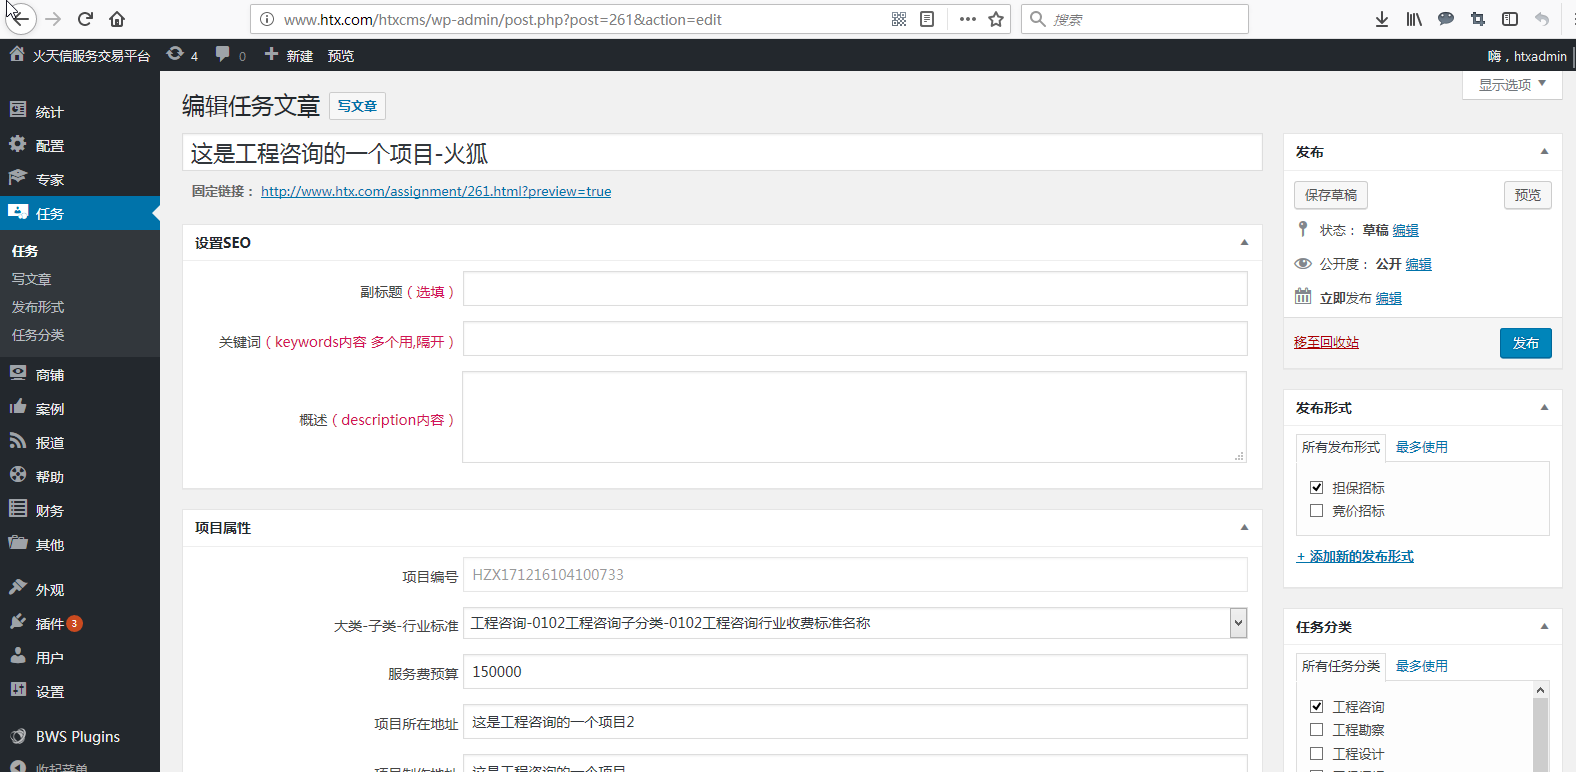 www.htx.com/htxcms/wp-admin/post.php?post=261&action=edit
搜索
火天信服务交易平台
4
0
新建
预览
嗨，htxadmin
显示选项
统计
配置
专家
任务
任务
写文章
发布形式
任务分类
商铺
案例
报道
帮助
财务
其他
外观
插件 3
用户
设置
BWS Plugins
收起菜单
编辑任务文章 写文章
这是工程咨询的一个项目-火狐
固定链接： http://www.htx.com/assignment/261.html?preview=true
设置SEO
副标题（选填）
关键词（keywords内容 多个用,隔开）
概述（description内容）
项目属性
项目编号 HZX171216104100733
大类-子类-行业标准 工程咨询-0102工程咨询子分类-0102工程咨询行业收费标准名称
服务费预算 150000
项目所在地址 这是工程咨询的一个项目2
项目制作地址 这是工程咨询的一个项目
发布
保存草稿 预览
状态： 草稿 编辑
公开度： 公开 编辑
立即发布 编辑
移至回收站 发布
发布形式
所有发布形式 最多使用
担保招标
竞价招标
+ 添加新的发布形式
任务分类
所有任务分类 最多使用
工程咨询
工程勘察
工程设计